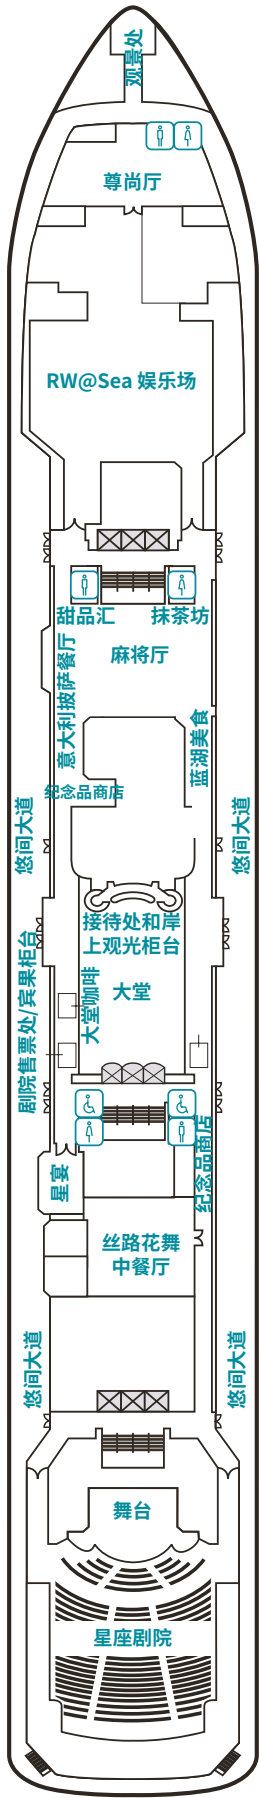 观景处
尊尚厅
RW@Sea 娱乐场
甜品汇
抹茶坊
意大利披萨餐厅
麻将厅
蓝湖美食
纪念品商店
悠间大道
悠间大道
接待处和岸
上观光柜台
剧院售票处/宾果柜台
大堂咖啡
大堂
纪念品商店
星宴
丝路花舞
中餐厅
悠间大道
悠间大道
舞台
星座剧院